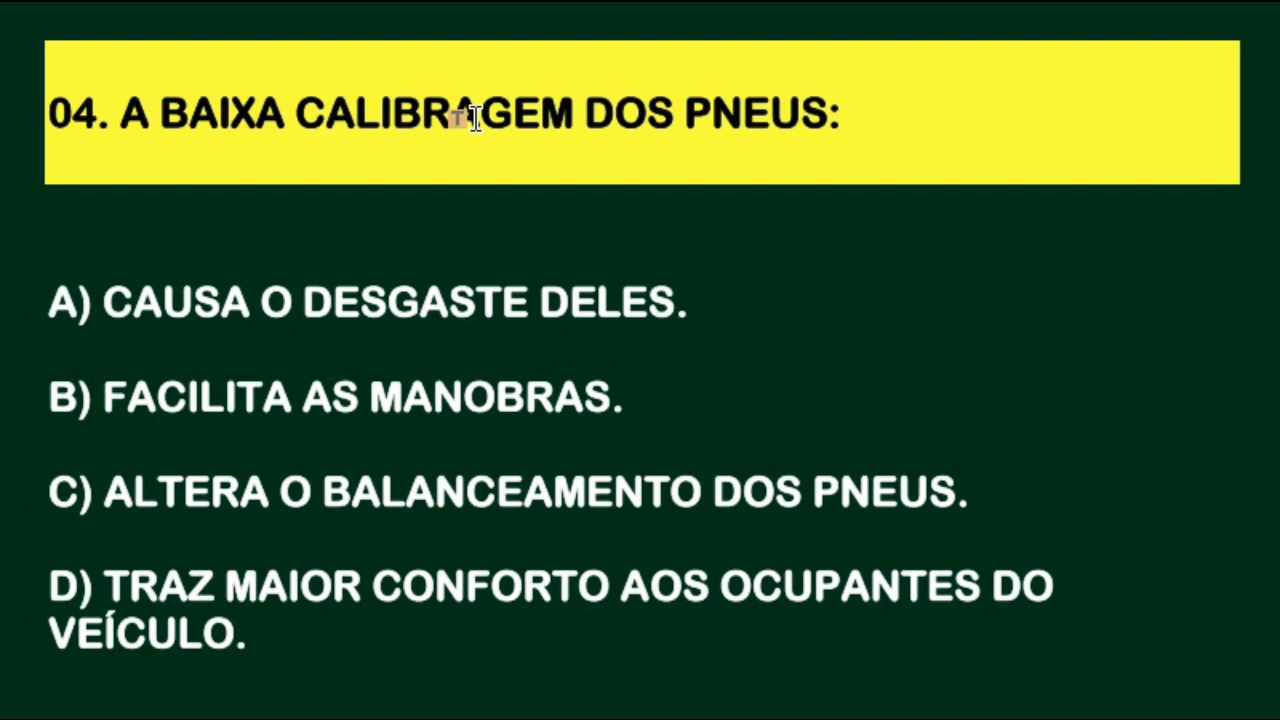 04. A BAIXA CALIBRAGEM DOS PNEUS:
A) CAUSA O DESGASTE DELES.
B) FACILITA AS MANOBRAS.
C) ALTERA O BALANCEAMENTO DOS PNEUS.
D) TRAZ MAIOR CONFORTO AOS OCUPANTES DO
VEÍCULO.